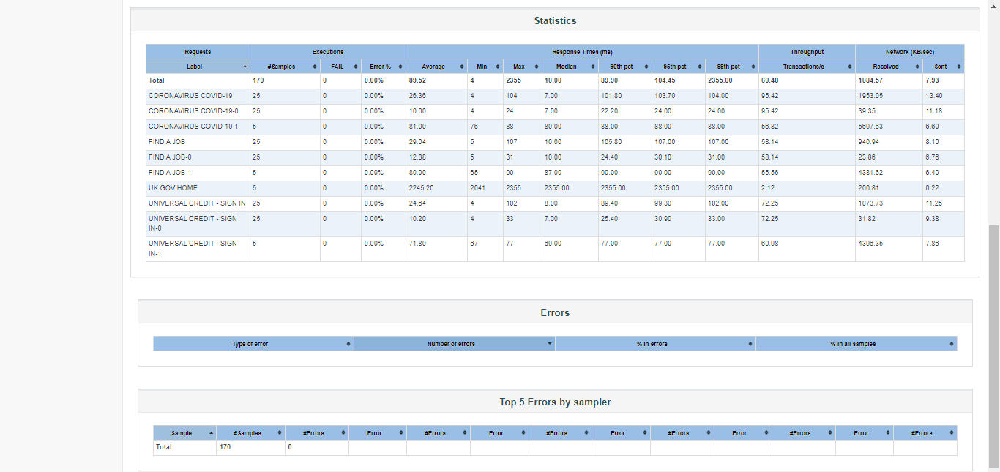 Statistics
Requests Executions Response Times (ms) Throughput Network (KB/sec)
Label #Samples FAIL Error % Average Min Max Median 90th pct 95th pct 99th pct Transactions/s Received Sent
Total 170 0 0.00% 89.52 4 2355 10.00 89.90 104.45 2355.00 60.48 1084.57 7.93
CORONAVIRUS COVID-19 25 0 0.00% 26.36 4 104 7.00 101.80 103.70 104.00 95.42 1953.05 13.40
CORONAVIRUS COVID-19-0 25 0 0.00% 10.00 4 24 7.00 22.20 24.00 24.00 95.42 39.35 11.18
CORONAVIRUS COVID-19-1 5 0 0.00% 81.00 76 88 80.00 88.00 88.00 88.00 56.82 5697.63 6.60
FIND A JOB 25 0 0.00% 29.04 5 107 10.00 105.80 107.00 107.00 58.14 940.94 8.10
FIND A JOB-0 25 0 0.00% 12.88 5 31 10.00 24.40 30.10 31.00 58.14 23.86 6.76
FIND A JOB-1 5 0 0.00% 80.00 65 90 87.00 90.00 90.00 90.00 55.56 4381.62 6.40
UK GOV HOME 5 0 0.00% 2245.20 2041 2355 2355.00 2355.00 2355.00 2355.00 2.12 200.81 0.22
UNIVERSAL CREDIT - SIGN IN 25 0 0.00% 24.64 4 102 8.00 89.40 99.30 102.00 72.25 1073.73 11.25
UNIVERSAL CREDIT - SIGN 25 0 0.00% 10.20 4 33 7.00 25.40 30.90 33.00 72.25 31.82 9.38
IN-0
UNIVERSAL CREDIT - SIGN 5 0 0.00% 71.80 67 77 69.00 77.00 77.00 77.00 60.98 4396.35 7.86
IN-1
Errors
Type of error Number of errors % in errors % in all samples
Top 5 Errors by sampler
Sample #Samples #Errors Error #Errors Error #Errors Error #Errors Error #Errors Error #Errors
Total 170 0